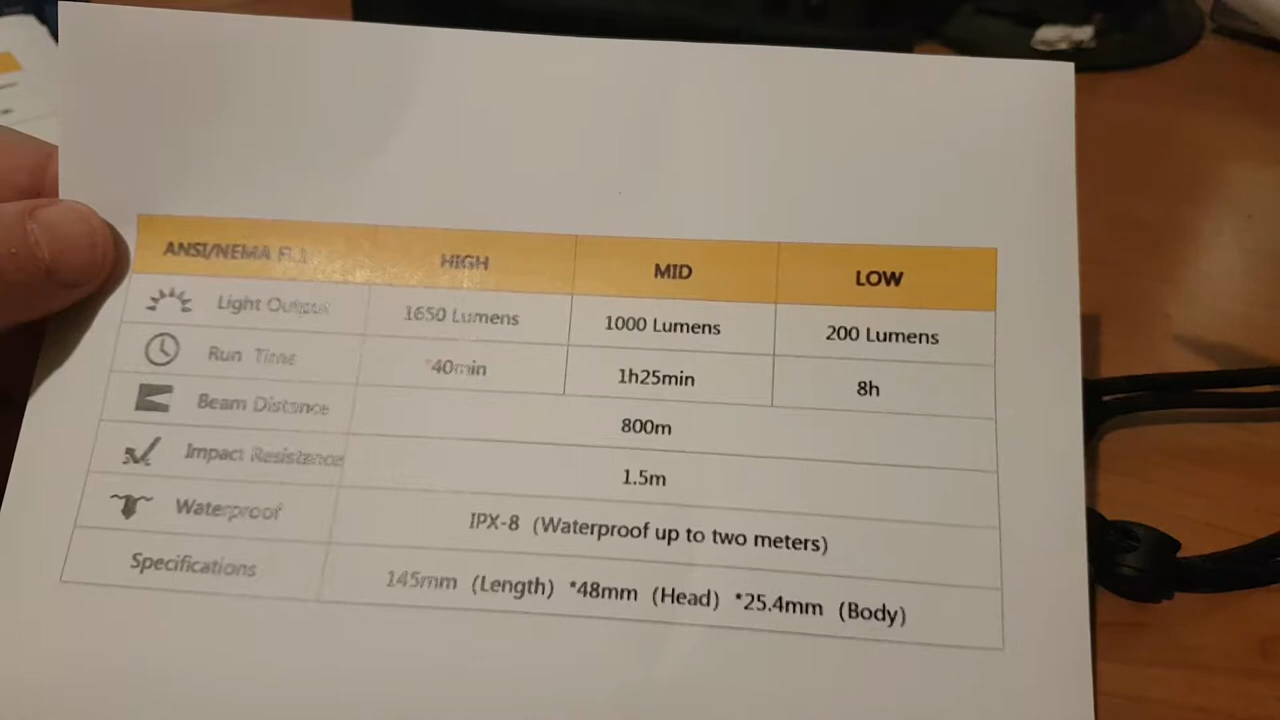 ANSI/NEMA FL1 HIGH MID LOW
Light Output 1650 Lumens 1000 Lumens 200 Lumens
Run Time *40min 1h25min 8h
Beam Distance 800m
Impact Resistance 1.5m
Waterproof IPX-8 (Waterproof up to two meters)
Specifications 145mm (Length) *48mm (Head) *25.4mm (Body)